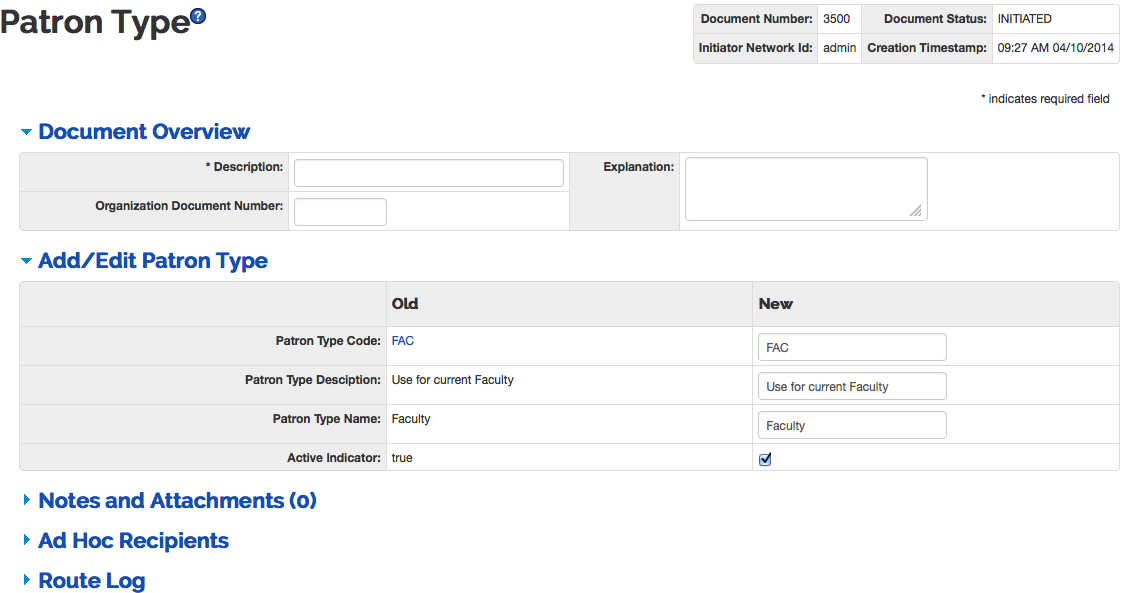 Patron Type?
Document Number: 3500 Document Status: INITIATED
Initiator Network Id: admin Creation Timestamp: 09:27 AM 04/10/2014
* indicates required field
Document Overview
* Description: Explanation:
Organization Document Number:
Add/Edit Patron Type
Old New
Patron Type Code: FAC FAC
Patron Type Desciption: Use for current Faculty Use for current Faculty
Patron Type Name: Faculty Faculty
Active Indicator: true
Notes and Attachments (0)
Ad Hoc Recipients
Route Log